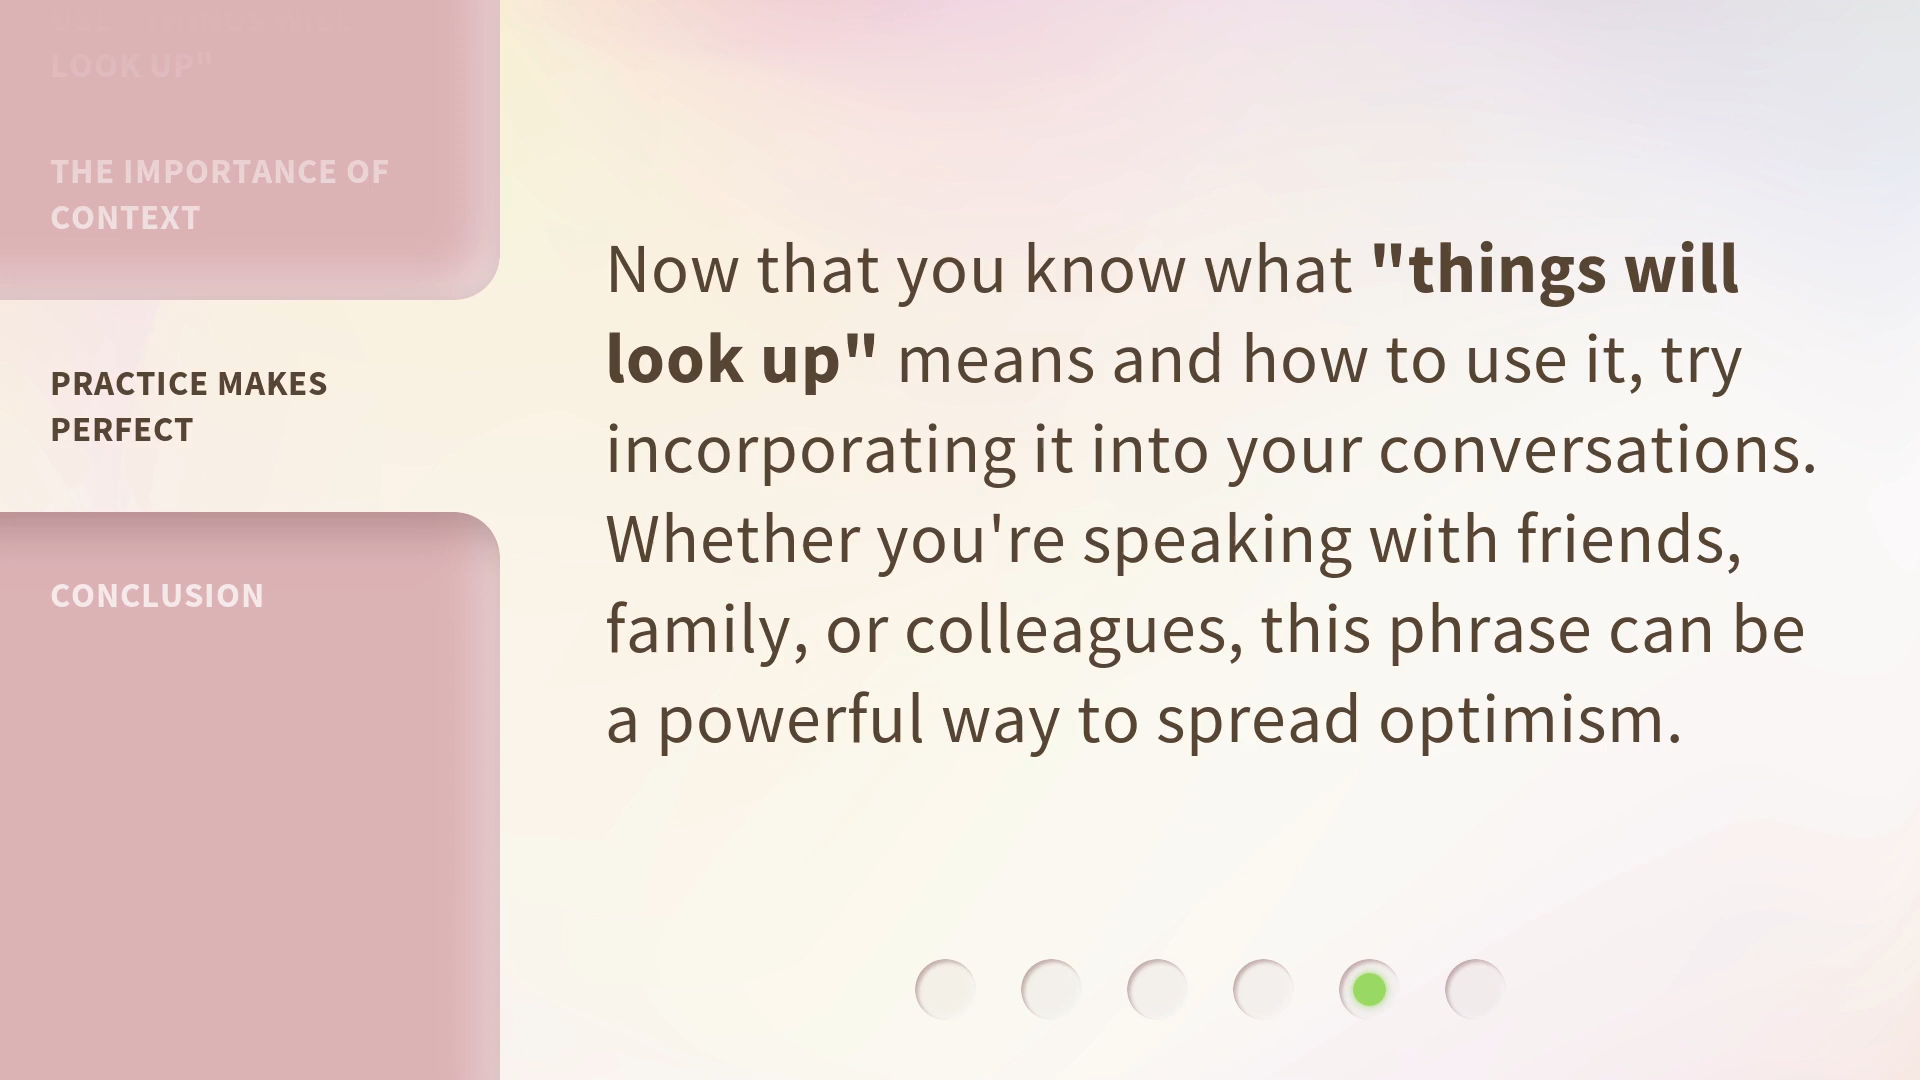 LOOK UP"
THE IMPORTANCE OF
CONTEXT
PRACTICE MAKES
PERFECT
CONCLUSION
Now that you know what "things will
look up" means and how to use it, try
incorporating it into your conversations.
Whether you're speaking with friends,
family, or colleagues, this phrase can be
a powerful way to spread optimism.